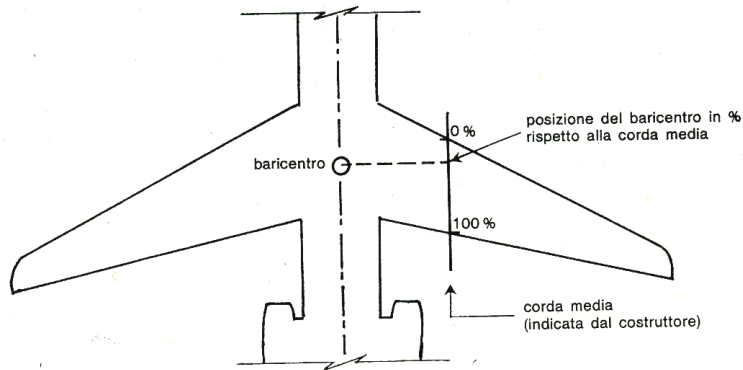 0 %
posizione del baricentro in %
rispetto alla corda media
baricentro
100 %
corda media
(indicata dal costruttore)